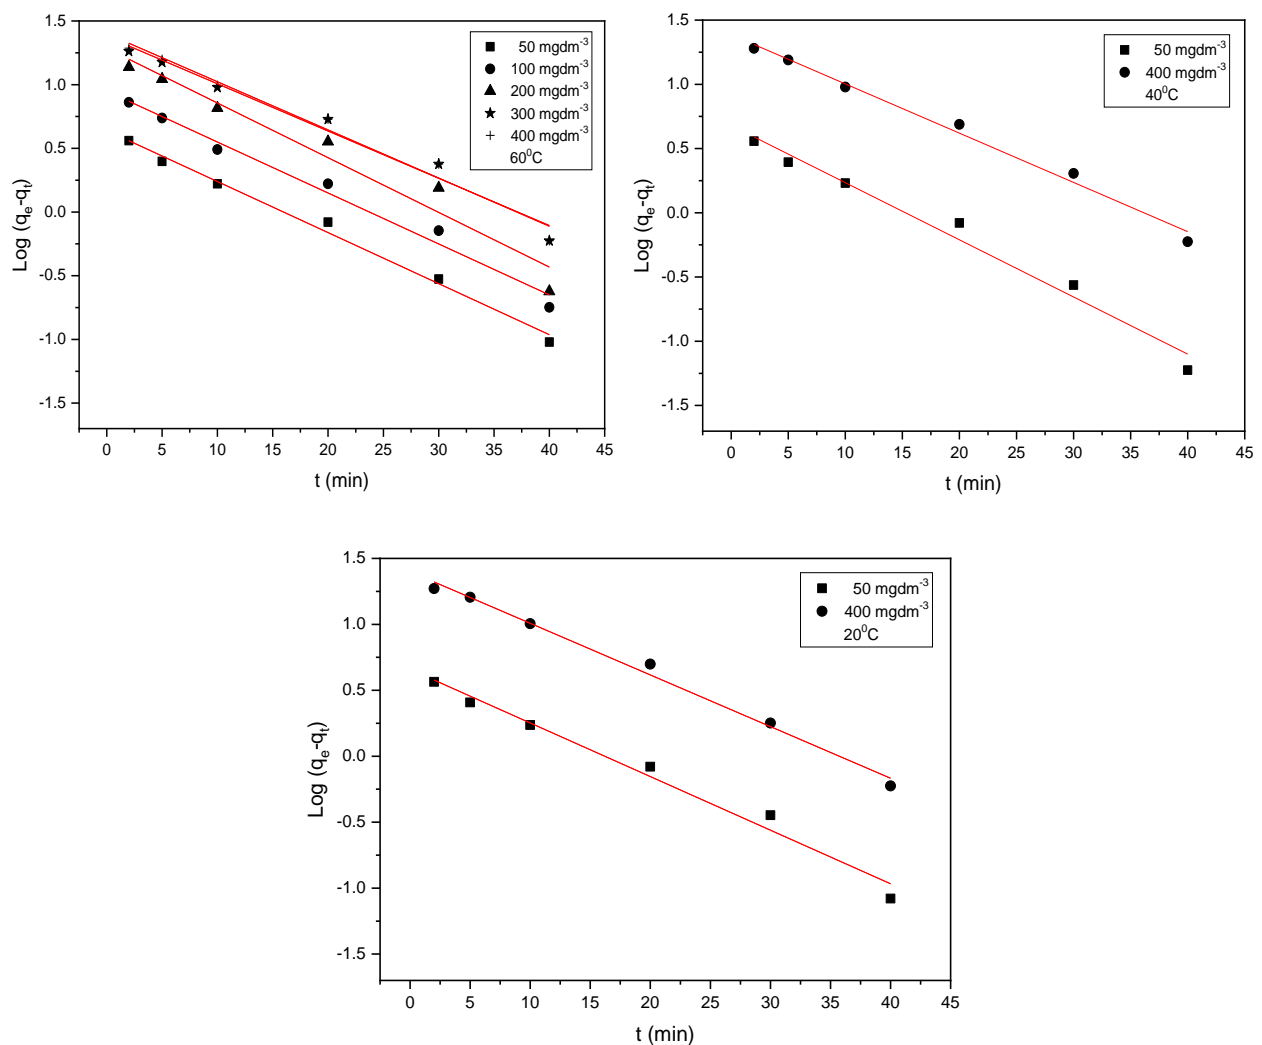 1.5
1.0
0.5
0.0
-0.5
-1.0
-1.5
Log (qe-qt)
0 5 10 15 20 25 30 35 40 45
t (min)
50 mgdm-3
100 mgdm-3
200 mgdm-3
300 mgdm-3
400 mgdm-3
60⁰C
1.5
1.0
0.5
0.0
-0.5
-1.0
-1.5
Log (qe-qt)
0 5 10 15 20 25 30 35 40 45
t (min)
50 mgdm-3
400 mgdm-3
40⁰C
1.5
1.0
0.5
0.0
-0.5
-1.0
-1.5
Log (qe-qt)
0 5 10 15 20 25 30 35 40 45
t (min)
50 mgdm-3
400 mgdm-3
20⁰C